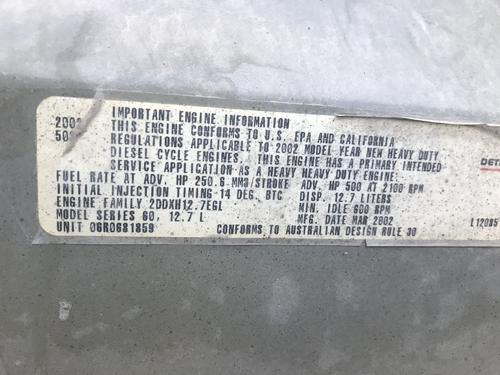 IMPORTANT ENGINE INFORMATION
THIS ENGINE CONFORMS TO U.S. EPA AND CALIFORNIA
REGULATIONS APPLICABLE TO 2002 MODEL YEAR NEW HEAVY DUTY
DIESEL CYCLE ENGINES. THIS ENGINE HAS A PRIMARY INTENDED
SERVICE APPLICATION AS A HEAVY HEAVY DUTY ENGINE.
FUEL RATE AT ADV. HP 250.6 MM3/STROKE ADV. HP 500 AT 2100 RPM
INITIAL INJECTION TIMING-14 DEG. BTC DISP. 12.7 LITERS
ENGINE FAMILY 2DDXH12.7EGL MIN. IDLE 600 RPM
MODEL SERIES 60, 12.7 L MFG. DATE MAR 2002
UNIT 06R0681859 CONFORMS TO AUSTRALIAN DESIGN RULE 30